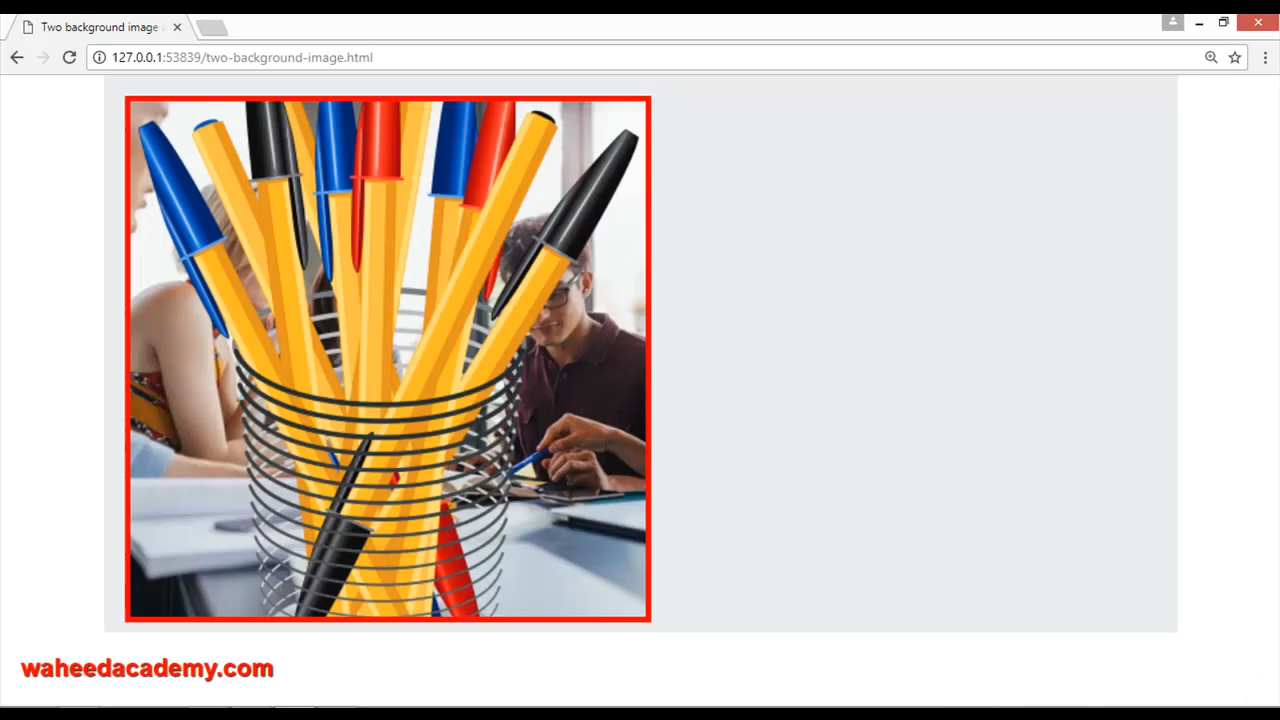 Two background image
127.0.0.1:53839/two-background-image.html
waheedacademy.com